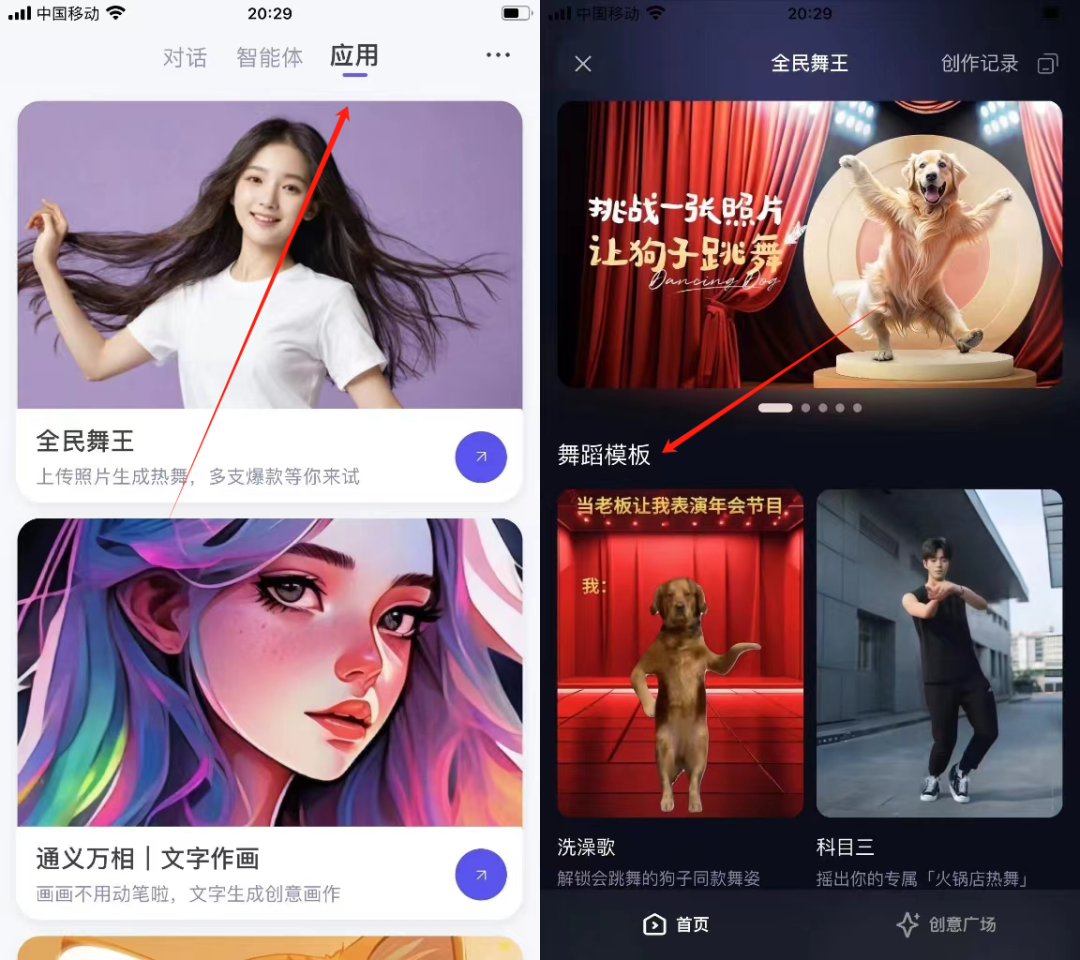 中国移动
20:29
对话 智能体 应用
全民舞王
上传照片生成热舞，多支爆款等你来试
通义万相｜文字作画
画画不用动笔啦，文字生成创意画作
中国移动
20:29
全民舞王
创作记录
挑战一张照片
让狗子跳舞
Dancing Dog
舞蹈模板
当老板让我表演年会节目
我：
洗澡歌
解锁会跳舞的狗子同款舞姿
科目三
摇出你的专属「火锅店热舞」
首页
创意广场